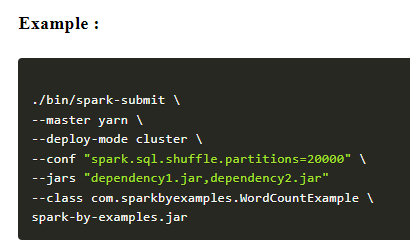 Example :
./bin/spark-submit \
--master yarn \
--deploy-mode cluster \
--conf "spark.sql.shuffle.partitions=20000" \
--jars "dependency1.jar,dependency2.jar"
--class com.sparkbyexamples.WordCountExample \
spark-by-examples.jar